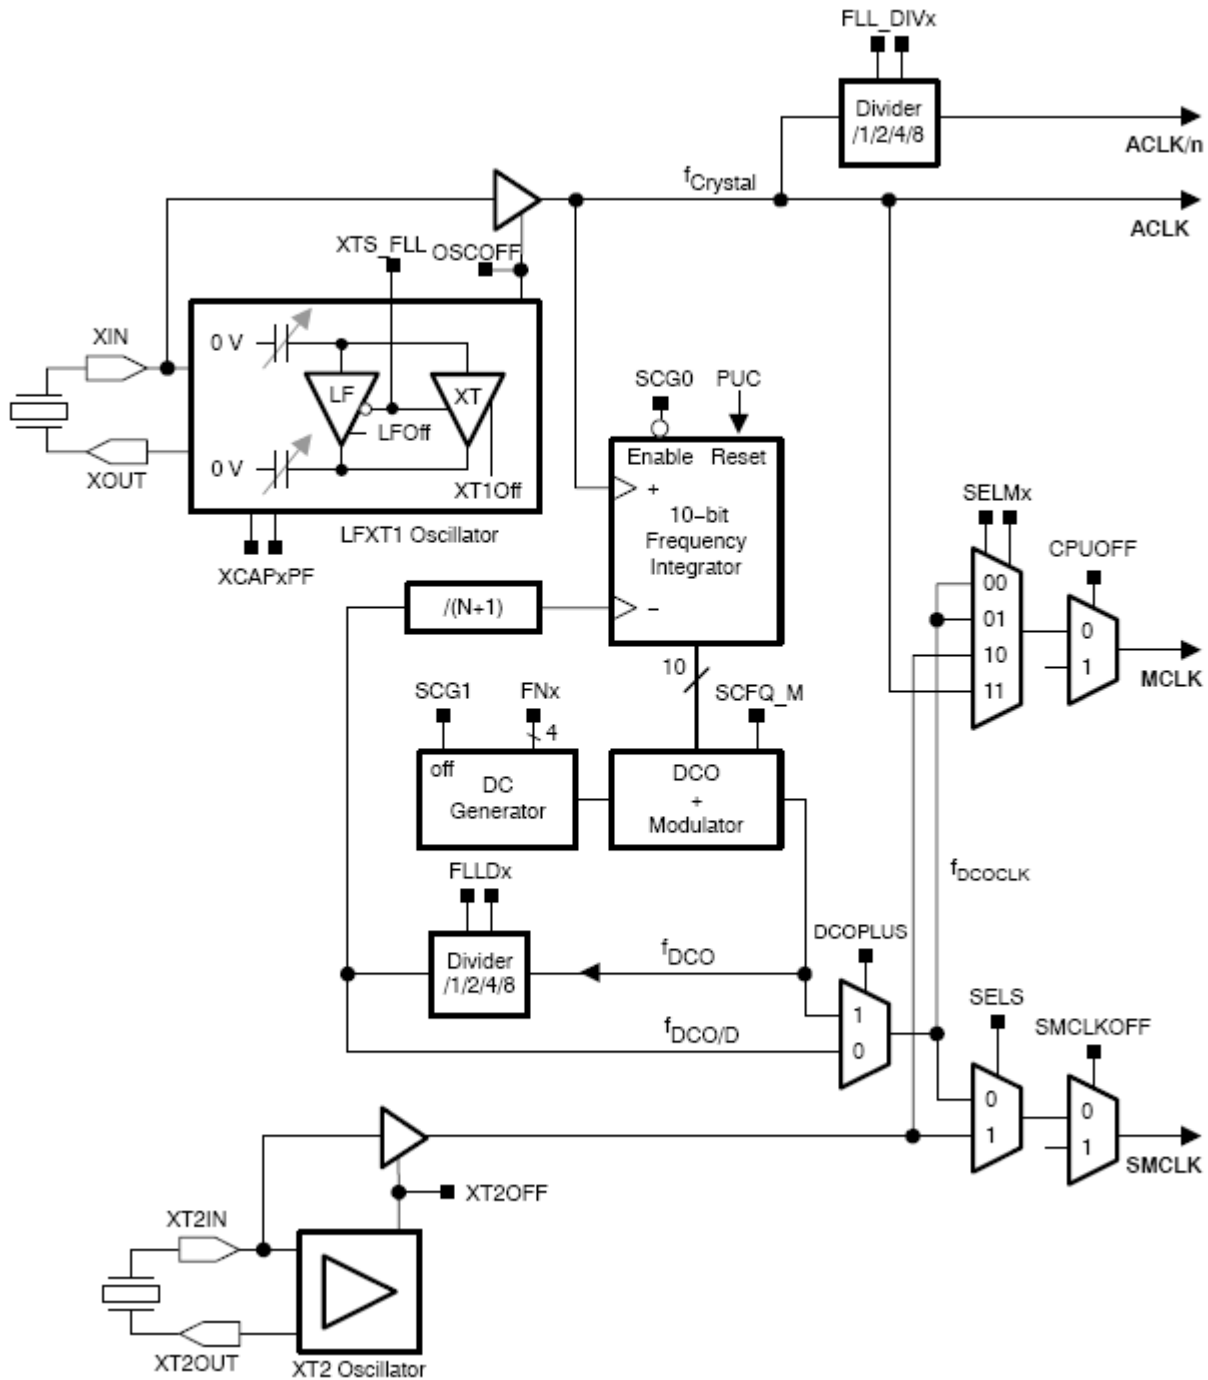 FLL_DIVx
Divider
/1/2/4/8
ACLK/n
fCrystal
ACLK
XTS_FLL
OSCOFF
XIN
0 V
LF
XT
LFOff
0 V
XOUT
XT1Off
LFXT1 Oscillator
XCAPxPF
SCG0
PUC
Enable
Reset
+
10−bit
Frequency
Integrator
−
/(N+1)
10
SELMx
CPUOFF
00
01
10
11
0
1
MCLK
SCG1
FNx
4
SCFQ_M
off
DC
Generator
DCO
+
Modulator
fDCOCLK
FLLDx
Divider
/1/2/4/8
fDCO
fDCO/D
DCOPLUS
1
0
SELS
SMCLKOFF
0
1
0
1
SMCLK
XT2OFF
XT2IN
XT2OUT
XT2 Oscillator